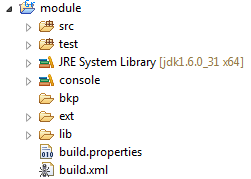 module
src
test
JRE System Library [jdk1.6.0_31 x64]
console
bkp
ext
lib
build.properties
build.xml